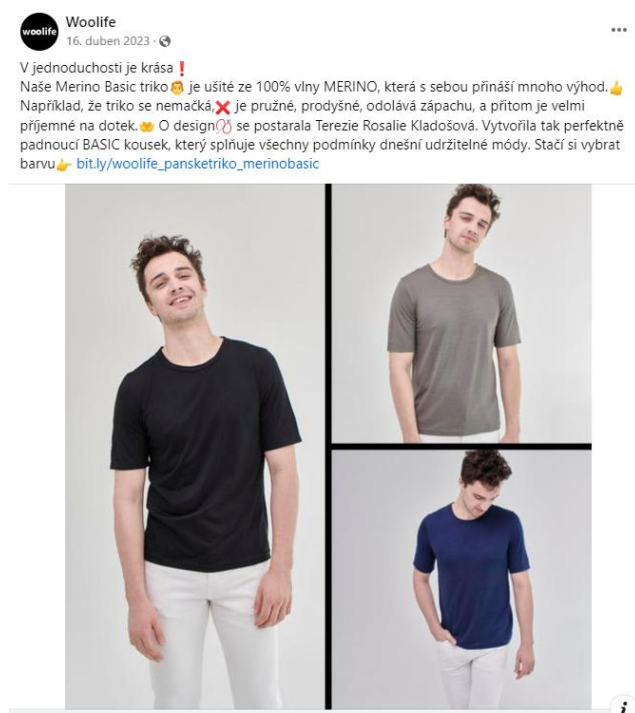 woolife
Woolife
16. duben 2023 ·
V jednoduchosti je krása❗
Naše Merino Basic triko👨 je ušité ze 100% vlny MERINO, která s sebou přináší mnoho výhod.👍
Například, že triko se nemačká,❌ je pružné, prodyšné, odolává zápachu, a přitom je velmi
příjemné na dotek.🤲 O design🩺 se postarala Terezie Rosalie Kladošová. Vytvořila tak perfektně
padnoucí BASIC kousek, který splňuje všechny podmínky dnešní udržitelné módy. Stačí si vybrat
barvu👉 bit.ly/woolife_pansketriko_merinobasic